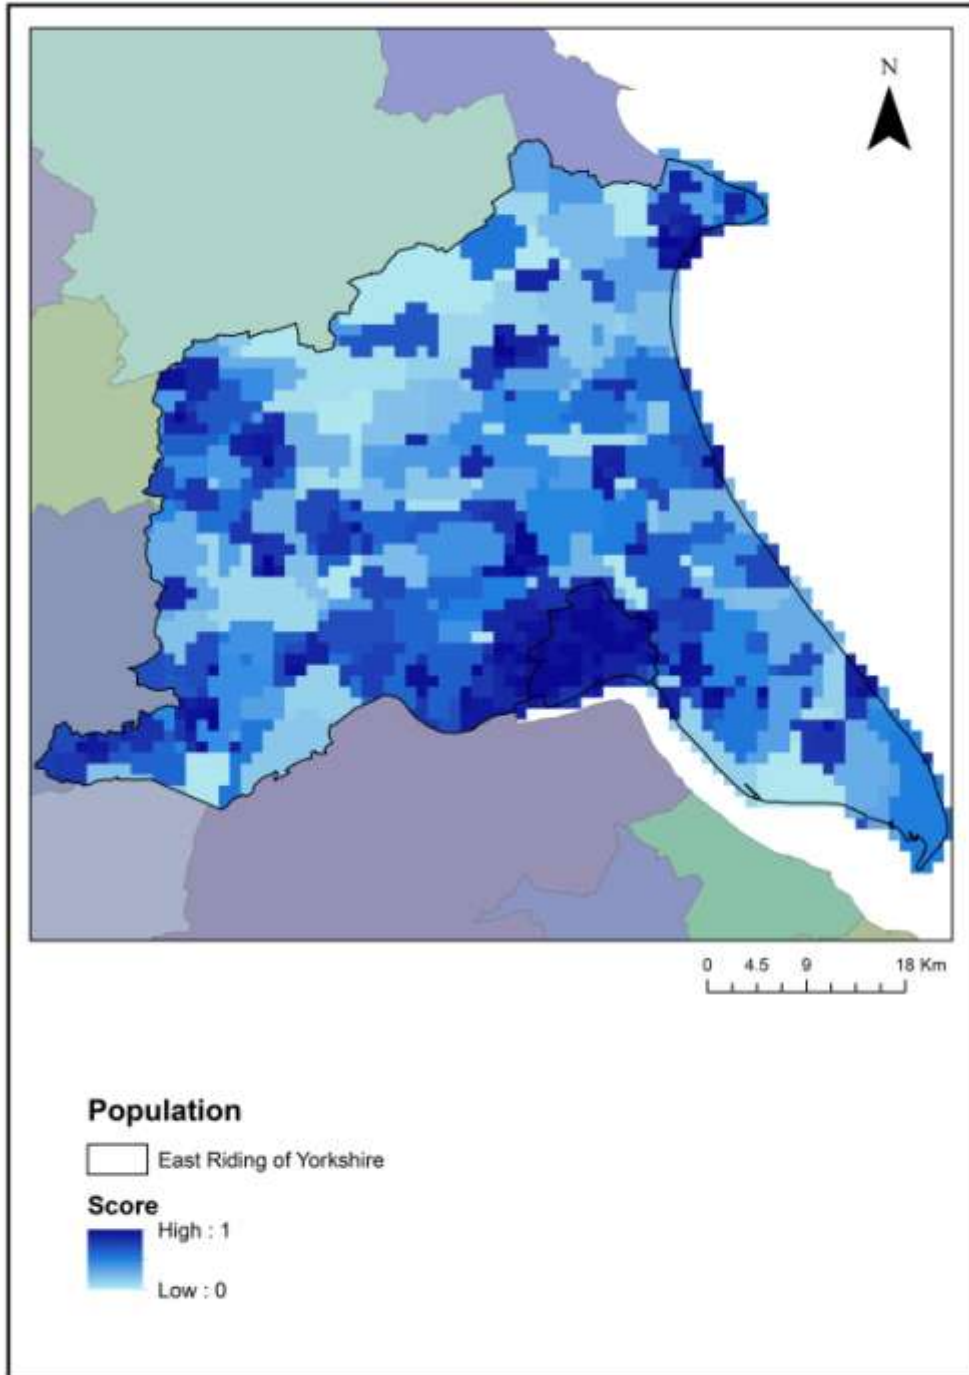 N
0 4.5 9 18 Km
Population
East Riding of Yorkshire
Score
High : 1
Low : 0